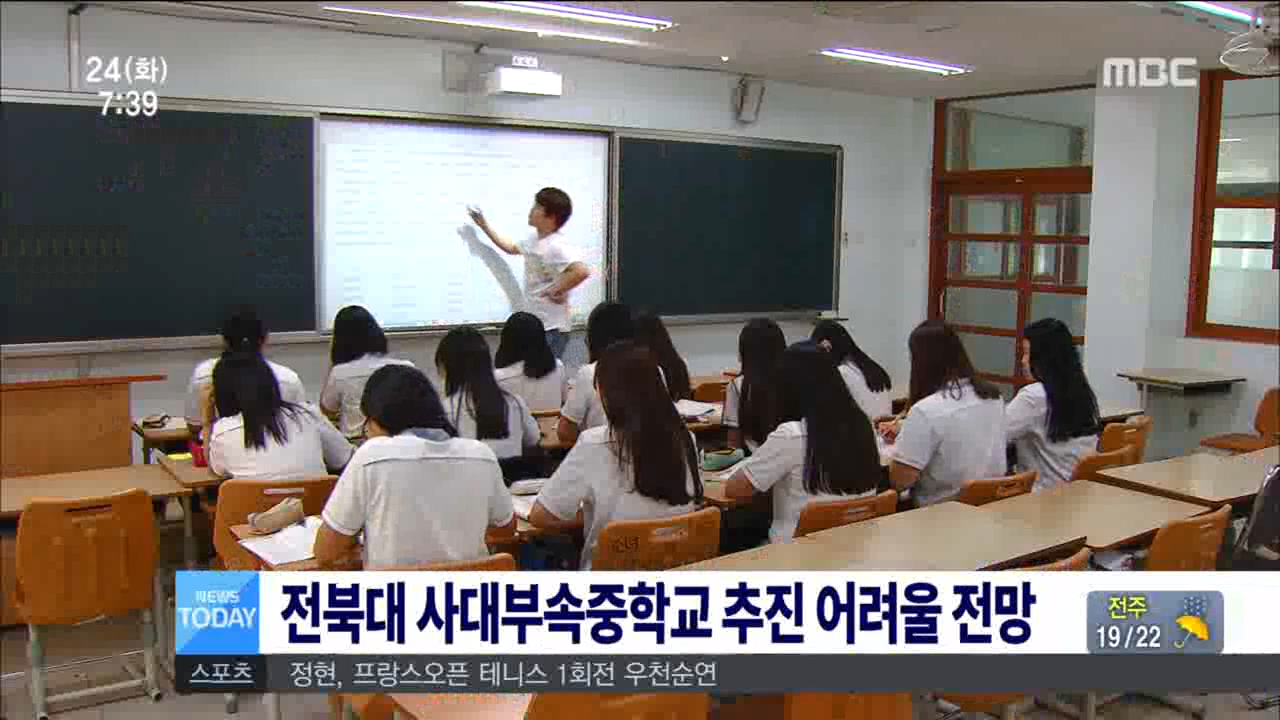 24(화)
7:39
MBC
NEWS
TODAY
전북대 사대부속중학교 추진 어려울 전망
전주
19/22
스포츠
정현, 프랑스오픈 테니스 1회전 우천순연